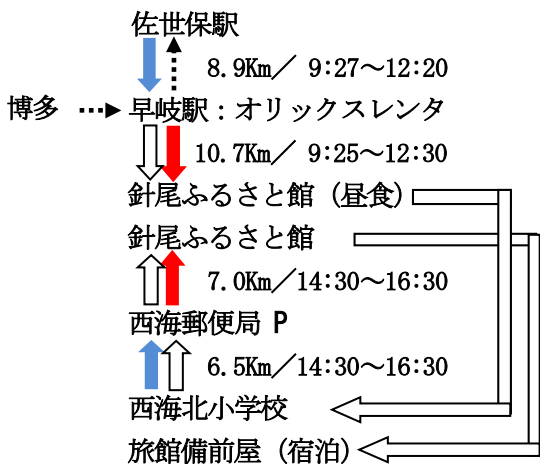 佐世保駅
8.9Km／ 9:27～12:20
博多 早岐駅：オリックスレンタ
10.7Km／ 9:25～12:30
針尾ふるさと館（昼食）
針尾ふるさと館
7.0Km／14:30～16:30
西海郵便局 P
6.5Km／14:30～16:30
西海北小学校
旅館備前屋（宿泊）